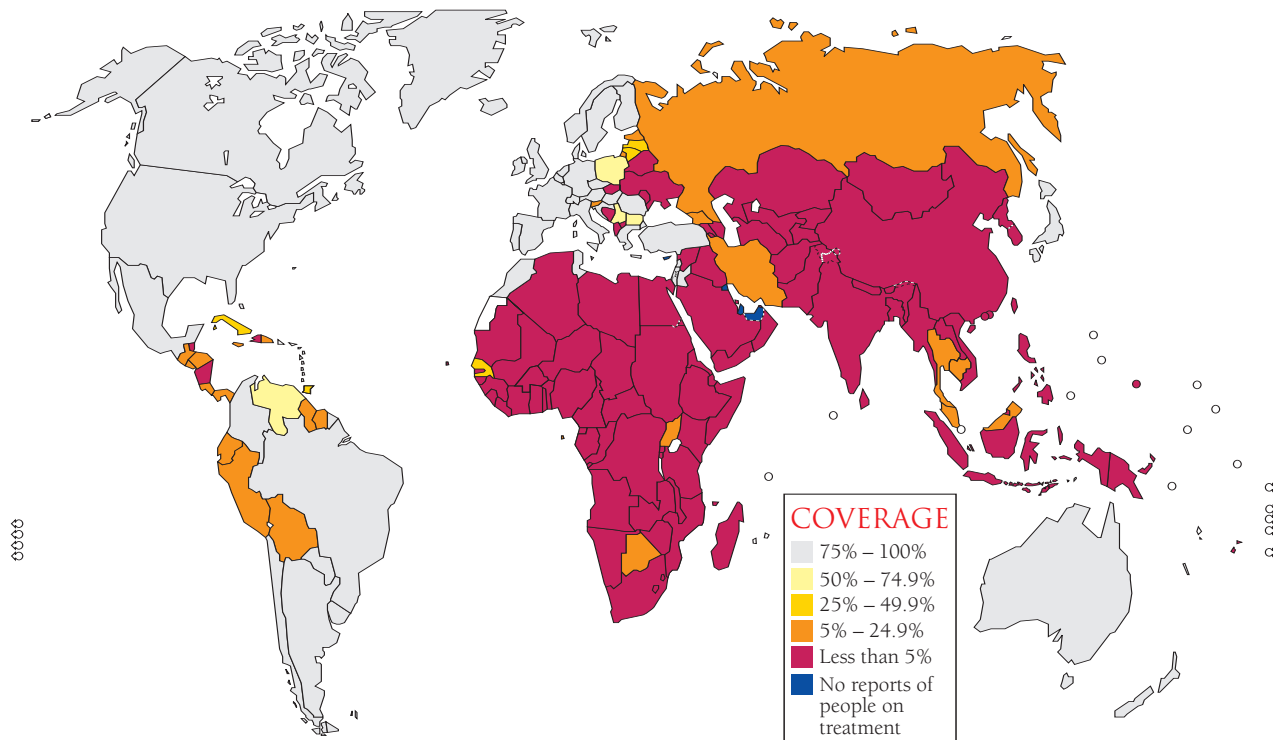 COVERAGE
75% – 100%
50% – 74.9%
25% – 49.9%
5% – 24.9%
Less than 5%
No reports of
people on
treatment